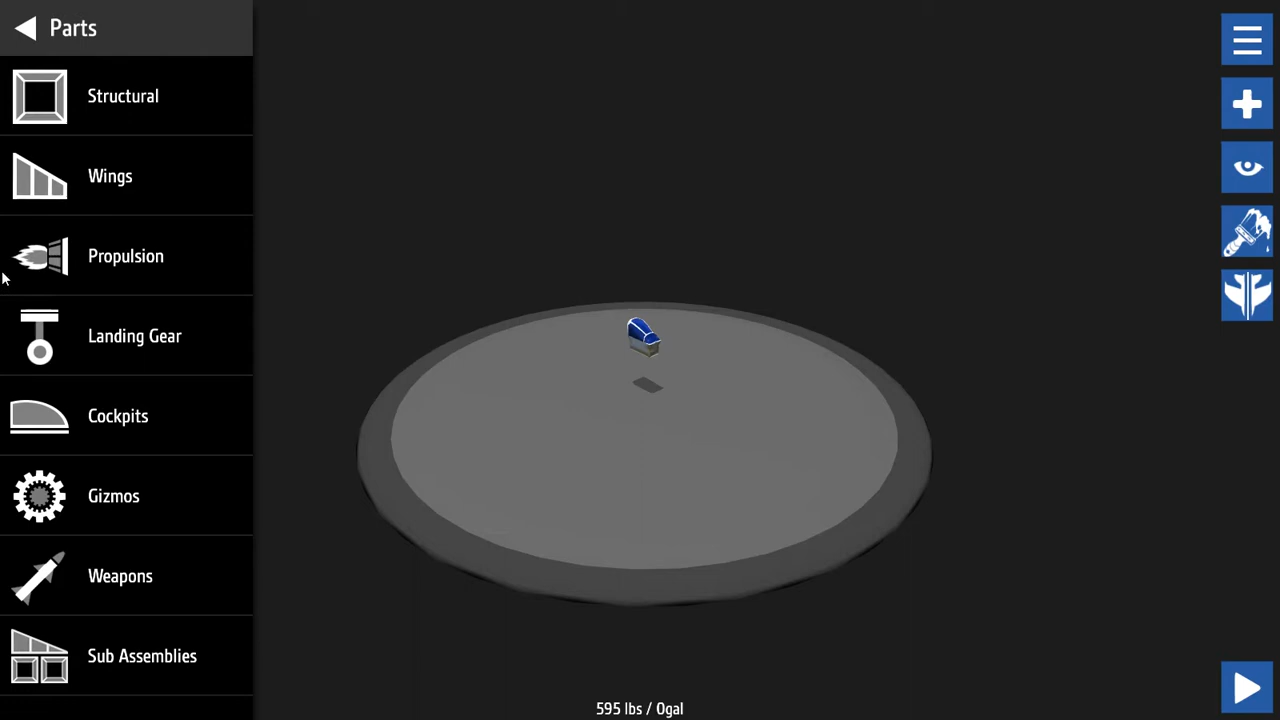 Parts
Structural
Wings
Propulsion
Landing Gear
Cockpits
Gizmos
Weapons
Sub Assemblies
595 lbs / 0gal